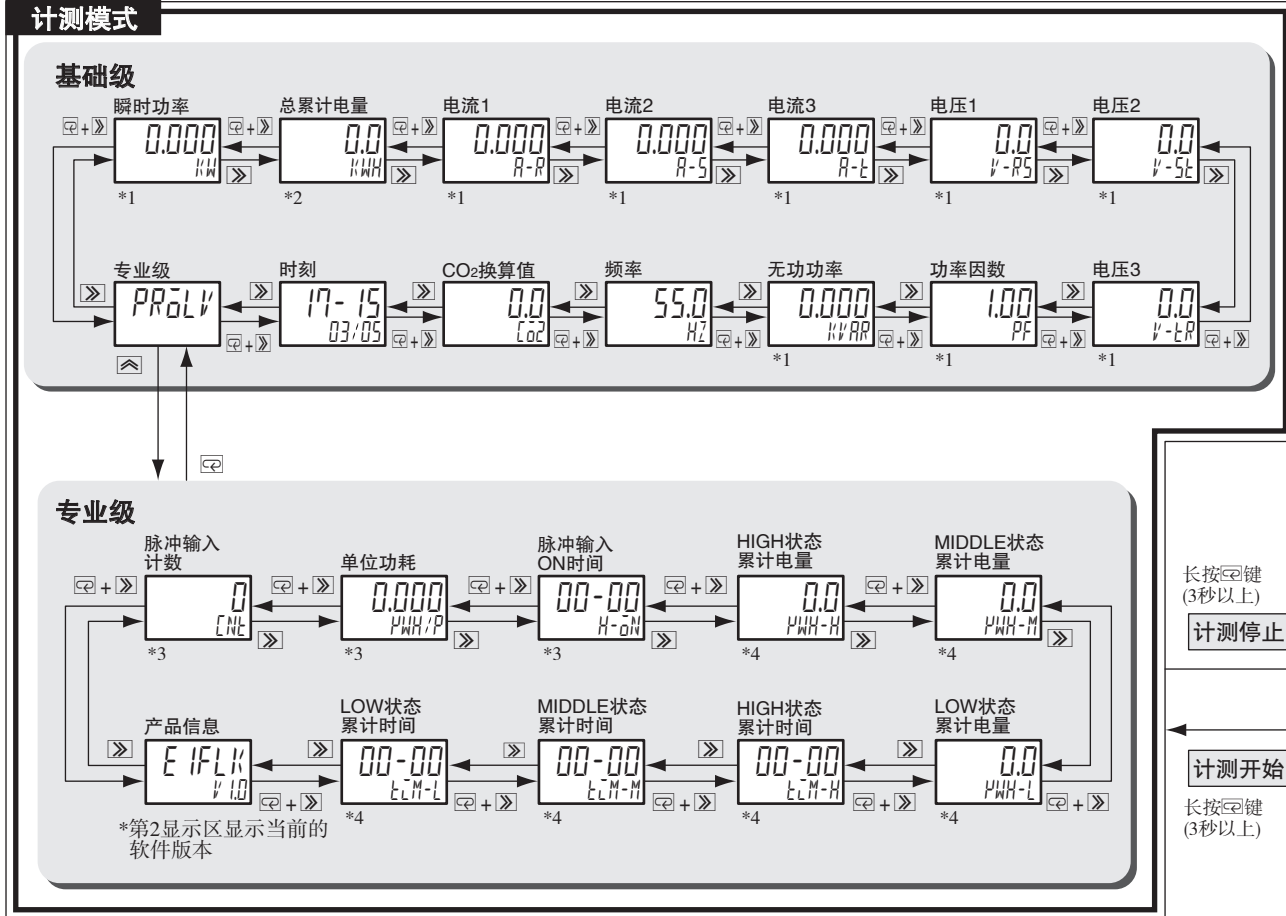 计测模式
基础级
瞬时功率 总累计电量 电流1 电流2 电流3 电压1 电压2
+ + + + + + +
0.000 0.0 0.000 0.000 0.000 0.0 0.0
KW KWH A-R A-S A-t V-RS V-St
*1 *2 *1 *1 *1 *1 *1
专业级 时刻 CO₂换算值 频率 无功功率 功率因数 电压3
PRōLV 17-15 0.0 55.0 0.000 1.00 0.0
03/05 Cō2 HZ KVAR PF V-tR
+ + + + + + +
*1 *1 *1
专业级
脉冲输入
计数
单位功耗
脉冲输入
ON时间
HIGH状态
累计电量
MIDDLE状态
累计电量
+ + + + +
0 0.000 00-00 0.0 0.0
CNt PWH/P H-ōN PWH-H PWH-M
*3 *3 *3 *4 *4
产品信息
LOW状态
累计时间
MIDDLE状态
累计时间
HIGH状态
累计时间
LOW状态
累计电量
E1FLK 00-00 00-00 00-00 0.0
V1.0 tiM-L tiM-M tiM-H PWH-L
+ + + + +
*4 *4 *4 *4
*第2显示区显示当前的
软件版本
长按键
(3秒以上)
计测停止
计测开始
长按键
(3秒以上)